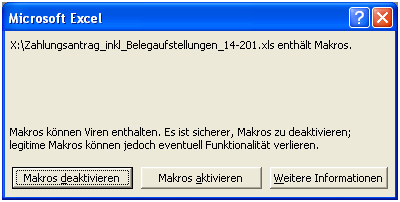 Microsoft Excel
X:\Zahlungsantrag_inkl_Belegaufstellungen_14-201.xls enthält Makros.
Makros können Viren enthalten. Es ist sicherer, Makros zu deaktivieren;
legitime Makros können jedoch eventuell Funktionalität verlieren.
Makros deaktivieren Makros aktivieren Weitere Informationen